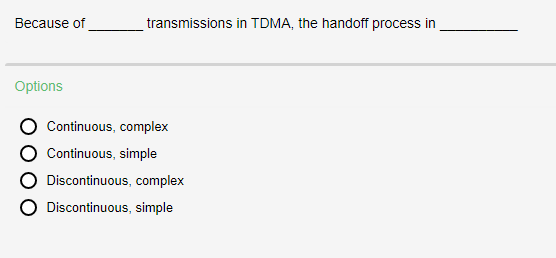 Because of _______ transmissions in TDMA, the handoff process in __________
Options
Continuous, complex
Continuous, simple
Discontinuous, complex
Discontinuous, simple